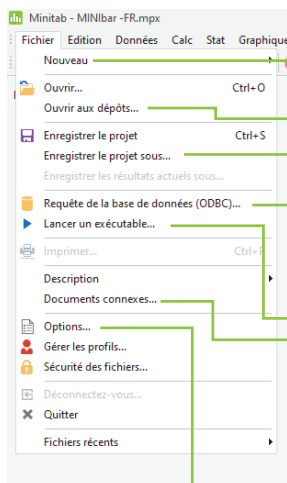 Minitab - MINIbar -FR.mpx
Fichier Edition Données Calc Stat Graphique
Nouveau
Ouvrir... Ctrl+O
Ouvrir aux dépôts...
Enregistrer le projet Ctrl+S
Enregistrer le projet sous...
Enregistrer les résultats actuels sous...
Requête de la base de données (ODBC)...
Lancer un exécutable...
Imprimer... Ctrl+P
Description
Documents connexes...
Options...
Gérer les profils...
Sécurité des fichiers...
Déconnectez-vous...
Quitter
Fichiers récents